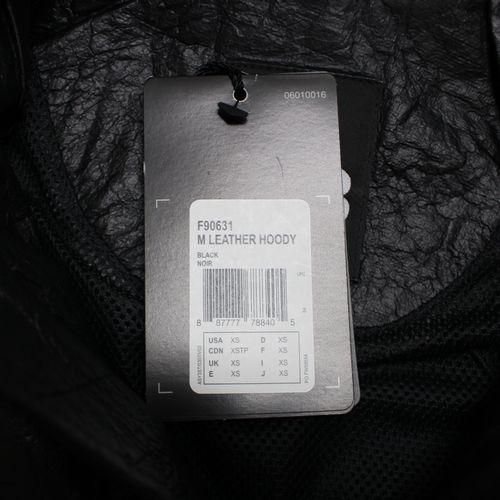 06010016
F90631
M LEATHER HOODY
BLACK
NOIR
UPC
8 87777 78840 5
USA XS D XS
CDN XSTP F XS
UK XS I XS
E XS J XS